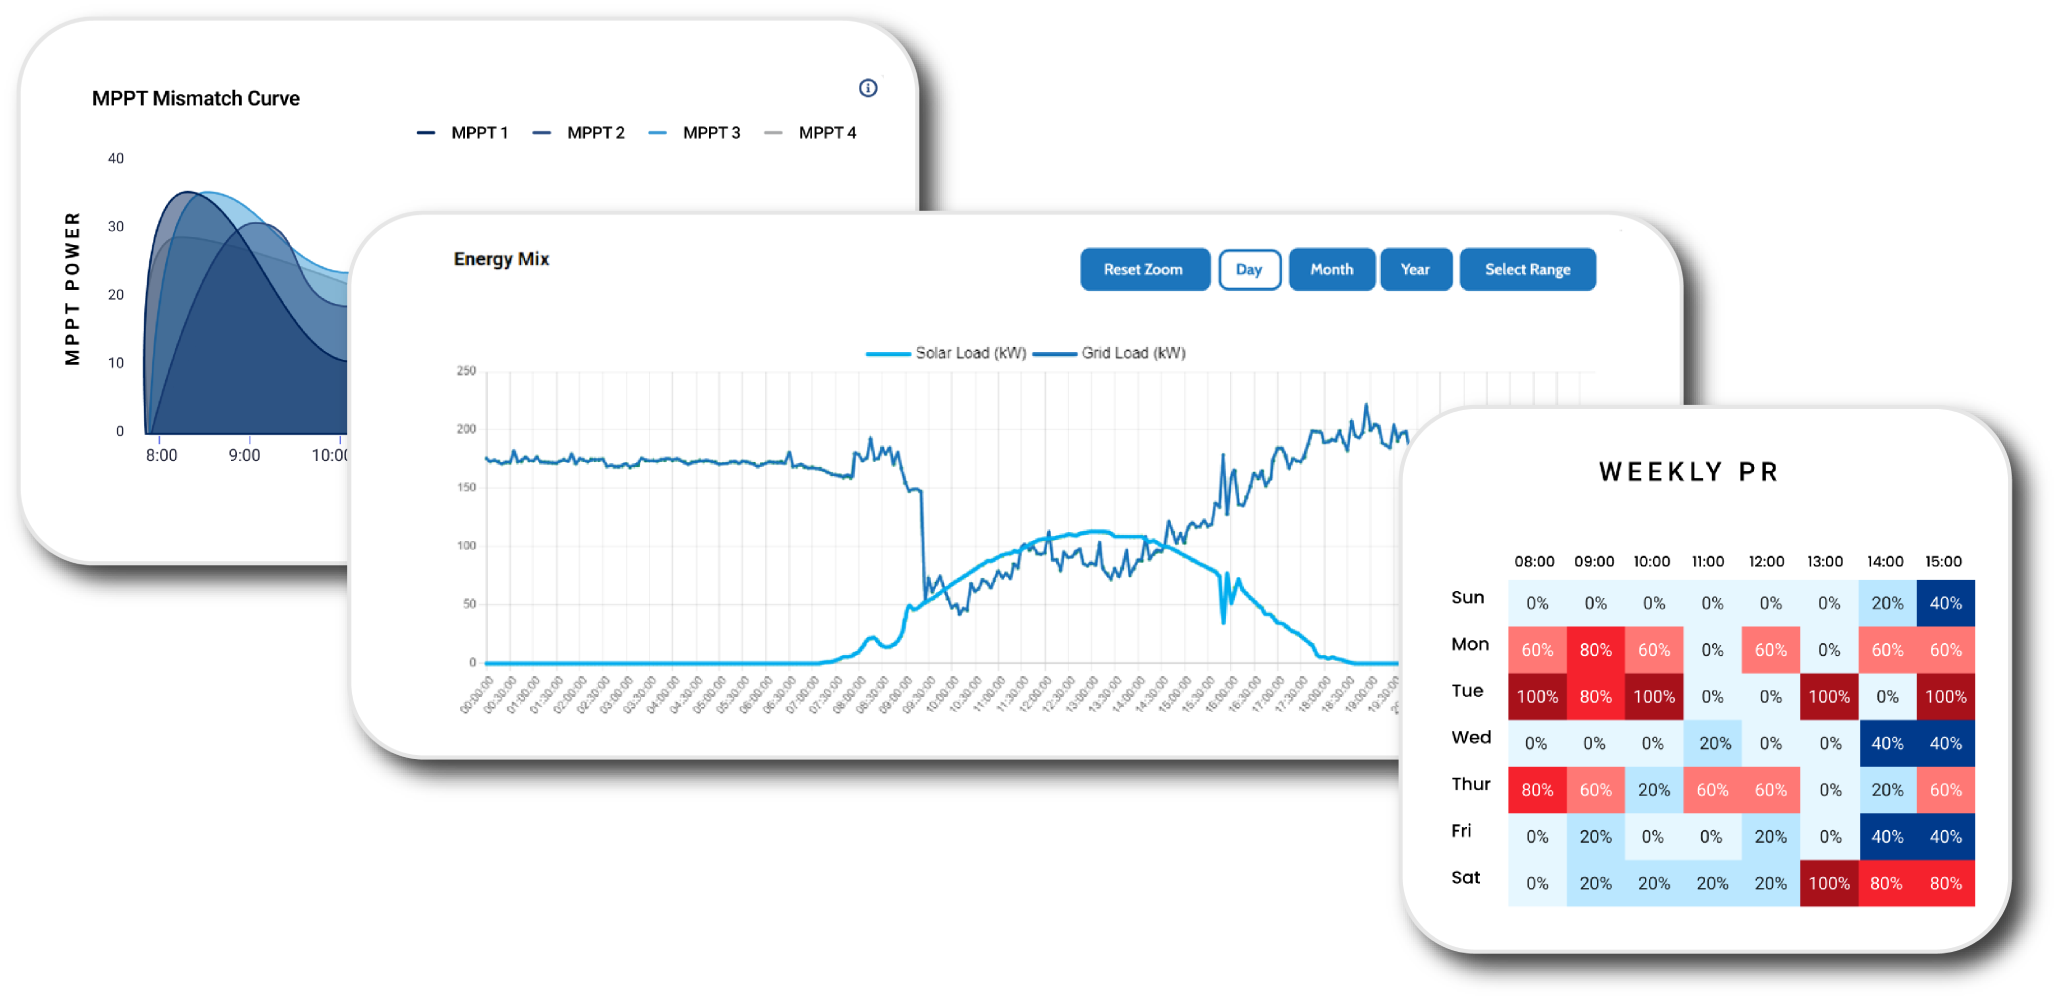 MPPT Mismatch Curve
MPPT 1 MPPT 2 MPPT 3 MPPT 4
MPPT POWER
40
30
20
10
0
8:00 9:00 10:00
Energy Mix
Reset Zoom Day Month Year Select Range
Solar Load (kW) Grid Load (kW)
250
200
150
100
50
0
00:00:00 00:30:00 01:00:00 01:30:00 02:00:00 02:30:00 03:00:00 03:30:00 04:00:00 04:30:00 05:00:00 05:30:00 06:00:00 06:30:00 07:00:00 07:30:00 08:00:00 08:30:00 09:00:00 09:30:00 10:00:00 10:30:00 11:00:00 11:30:00 12:00:00 12:30:00 13:00:00 13:30:00 14:00:00 14:30:00 15:00:00 15:30:00 16:00:00 16:30:00 17:00:00 17:30:00 18:00:00 18:30:00 19:00:00 19:30:00
WEEKLY PR
08:00 09:00 10:00 11:00 12:00 13:00 14:00 15:00
Sun 0% 0% 0% 0% 0% 0% 20% 40%
Mon 60% 80% 60% 0% 60% 0% 60% 60%
Tue 100% 80% 100% 0% 0% 100% 0% 100%
Wed 0% 0% 0% 20% 0% 0% 40% 40%
Thur 80% 60% 20% 60% 60% 0% 20% 60%
Fri 0% 20% 0% 0% 20% 0% 40% 40%
Sat 0% 20% 20% 20% 20% 100% 80% 80%